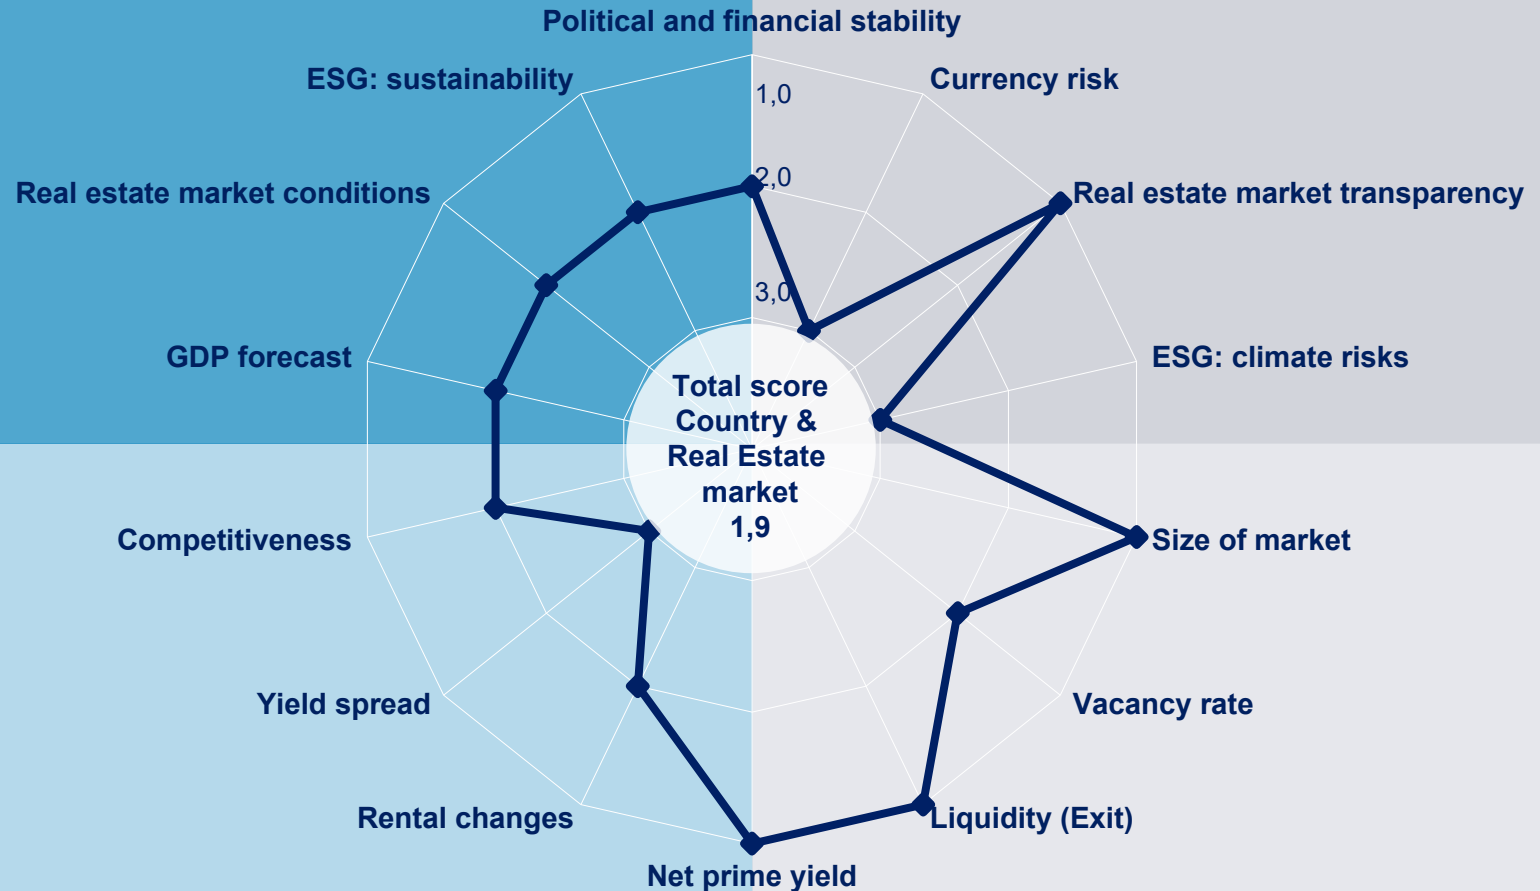 Political and financial stability
ESG: sustainability
Currency risk
1,0
Real estate market conditions
2,0
Real estate market transparency
3,0
GDP forecast
ESG: climate risks
Total score
Country &
Real Estate
market
1,9
Competitiveness
Size of market
Yield spread
Vacancy rate
Rental changes
Liquidity (Exit)
Net prime yield